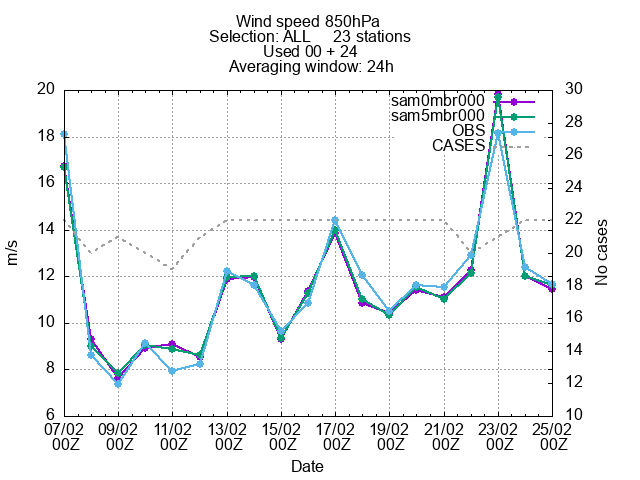 Wind speed 850hPa
Selection: ALL 23 stations
Used 00 + 24
Averaging window: 24h
sam0mbr000
sam5mbr000
OBS
CASES
20
18
16
14
12
10
8
6
m/s
30
28
26
24
22
20
18
16
14
12
10
No cases
07/02 09/02 11/02 13/02 15/02 17/02 19/02 21/02 23/02 25/02
00Z 00Z 00Z 00Z 00Z 00Z 00Z 00Z 00Z 00Z
Date